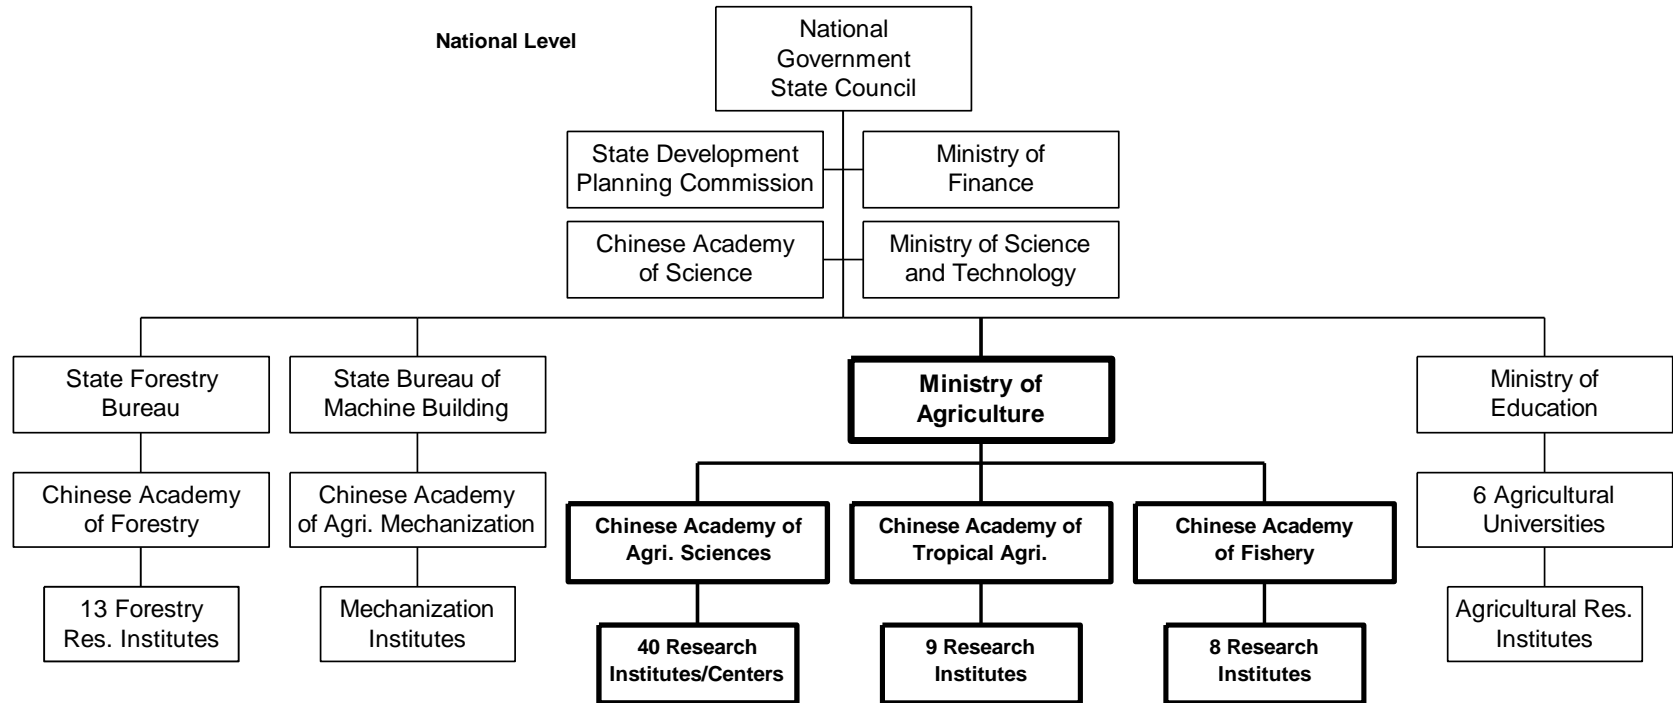 National Level
National
Government
State Council
State Development
Planning Commission
Ministry of
Finance
Chinese Academy
of Science
Ministry of Science
and Technology
State Forestry
Bureau
State Bureau of
Machine Building
Ministry of
Agriculture
Ministry of
Education
Chinese Academy
of Forestry
Chinese Academy
of Agri. Mechanization
Chinese Academy of
Agri. Sciences
Chinese Academy of
Tropical Agri.
Chinese Academy
of Fishery
6 Agricultural
Universities
13 Forestry
Res. Institutes
Mechanization
Institutes
40 Research
Institutes/Centers
9 Research
Institutes
8 Research
Institutes
Agricultural Res.
Institutes